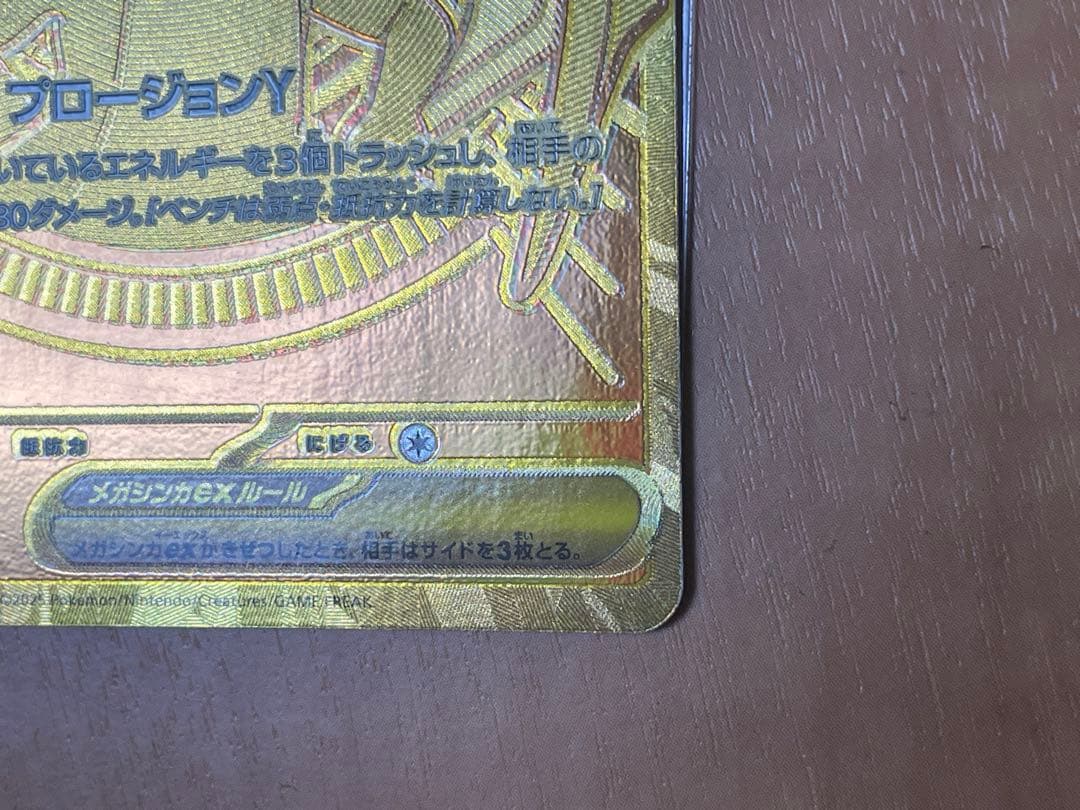 プロージョンY
いているエネルギーを3個トラッシュし、相手の
80ダメージ。[ベンチは弱点・抵抗力を計算しない。]
抵抗力 にげる
メガシンカexルール
メガシンカexがきぜつしたとき、相手はサイドを3枚とる。
Pokémon/Nintendo/Creatures/GAME FREAK